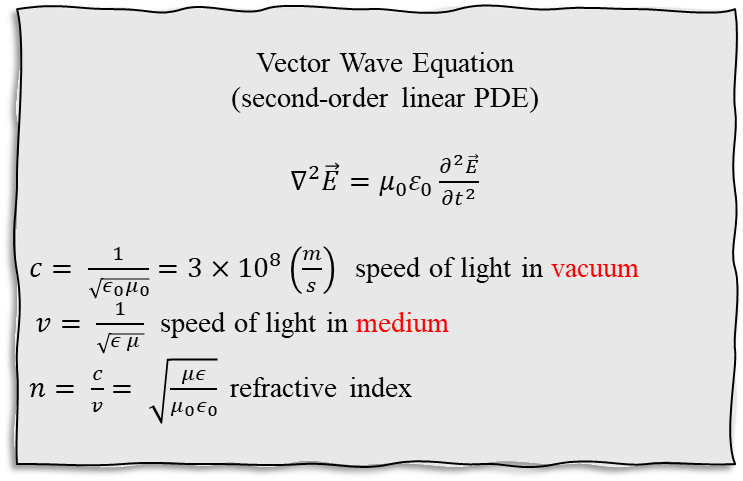 Vector Wave Equation
(second-order linear PDE)
∇²E⃗ = μ₀ε₀ ∂²E⃗/∂t²
c = 1/√(ϵ₀μ₀) = 3 × 10⁸ (m/s) speed of light in vacuum
v = 1/√(ϵ μ) speed of light in medium
n = c/v = √(μϵ/μ₀ϵ₀) refractive index